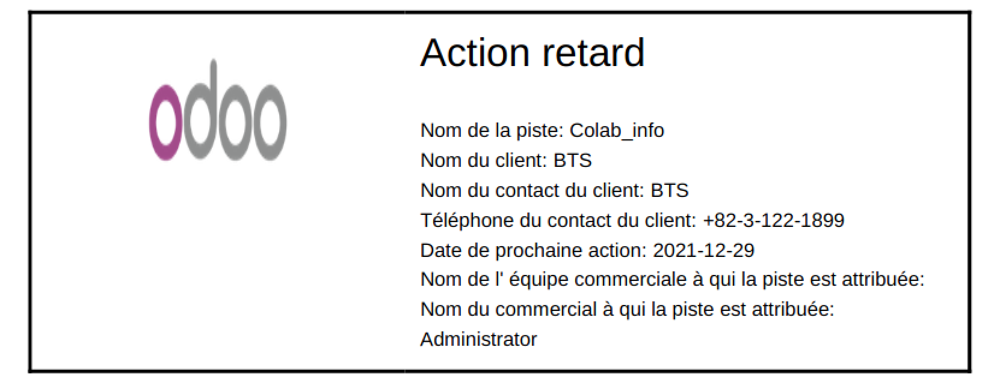 odoo
Action retard
Nom de la piste: Colab_info
Nom du client: BTS
Nom du contact du client: BTS
Téléphone du contact du client: +82-3-122-1899
Date de prochaine action: 2021-12-29
Nom de l' équipe commerciale à qui la piste est attribuée:
Nom du commercial à qui la piste est attribuée:
Administrator